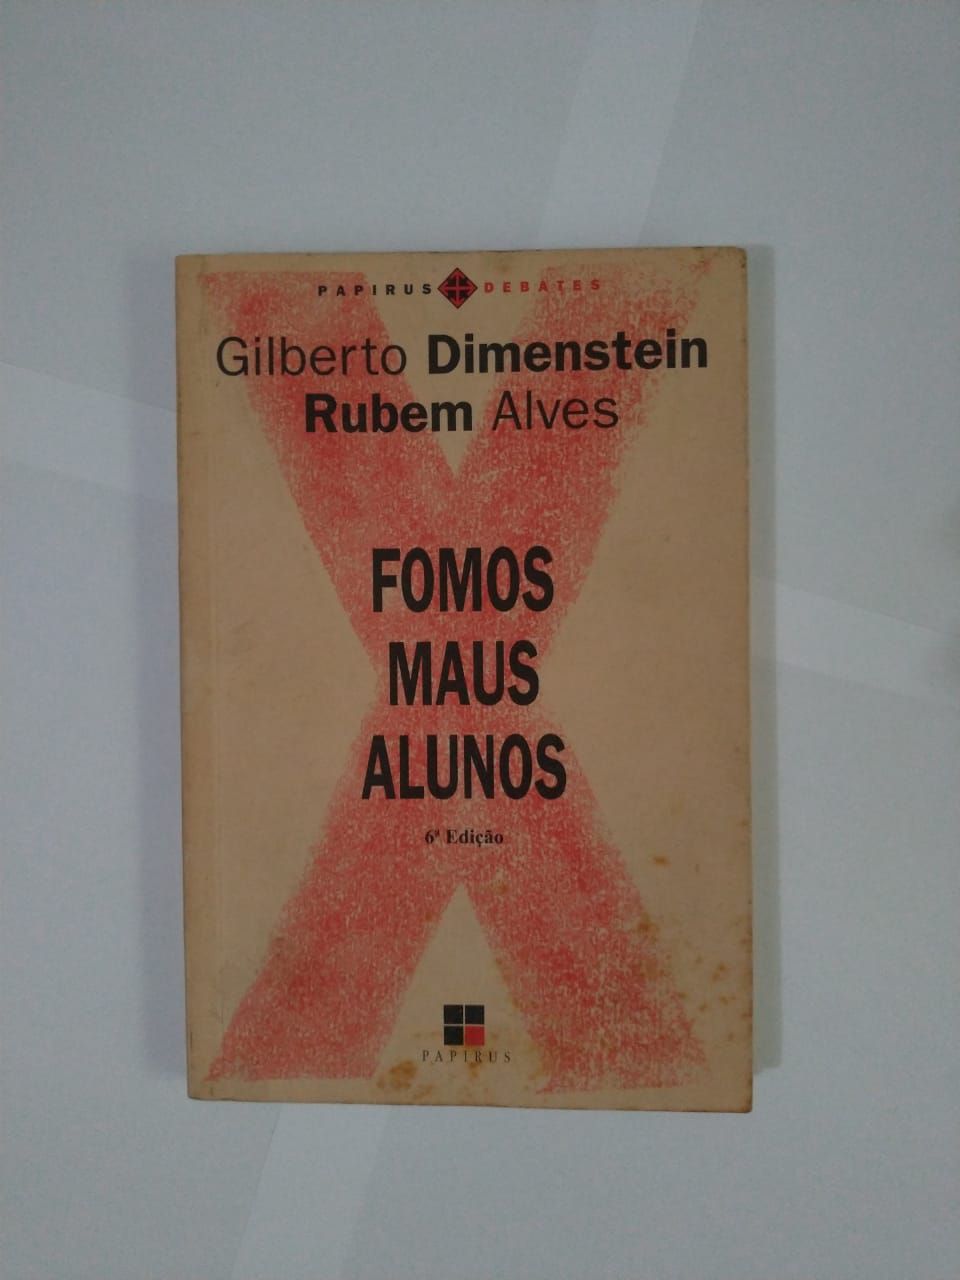 PAPIRUS DEBATES
Gilberto Dimenstein
Rubem Alves
FOMOS
MAUS
ALUNOS
6ª Edição
PAPIRUS